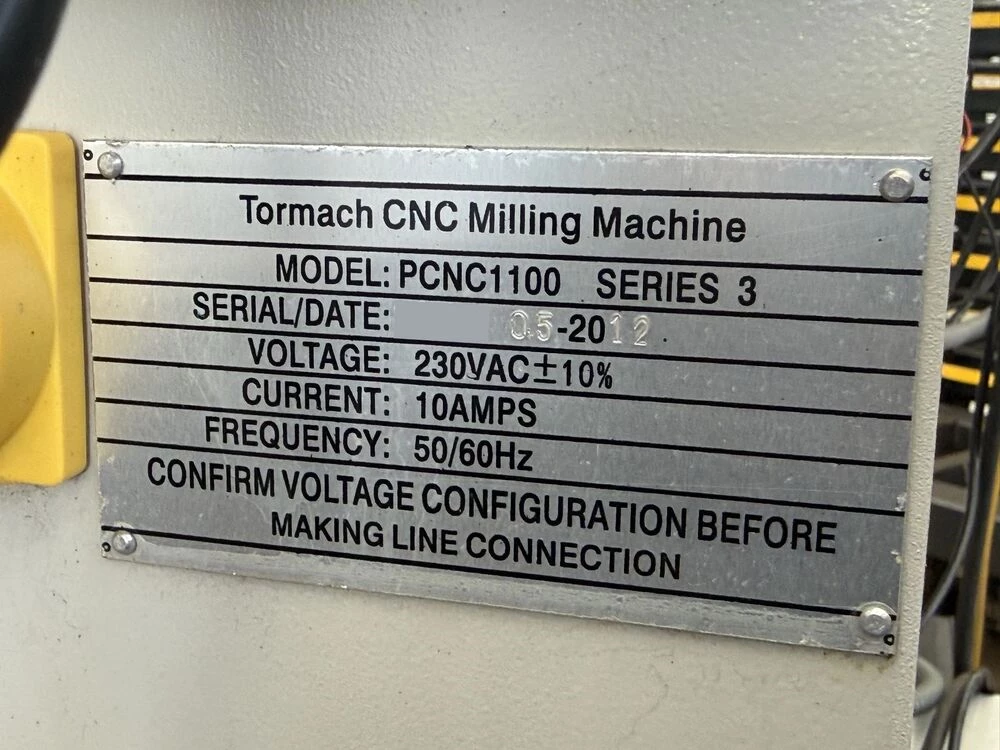 Tormach CNC Milling Machine
MODEL: PCNC1100 SERIES 3
SERIAL/DATE: 05-2012
VOLTAGE: 230VAC±10%
CURRENT: 10AMPS
FREQUENCY: 50/60Hz
CONFIRM VOLTAGE CONFIGURATION BEFORE
MAKING LINE CONNECTION